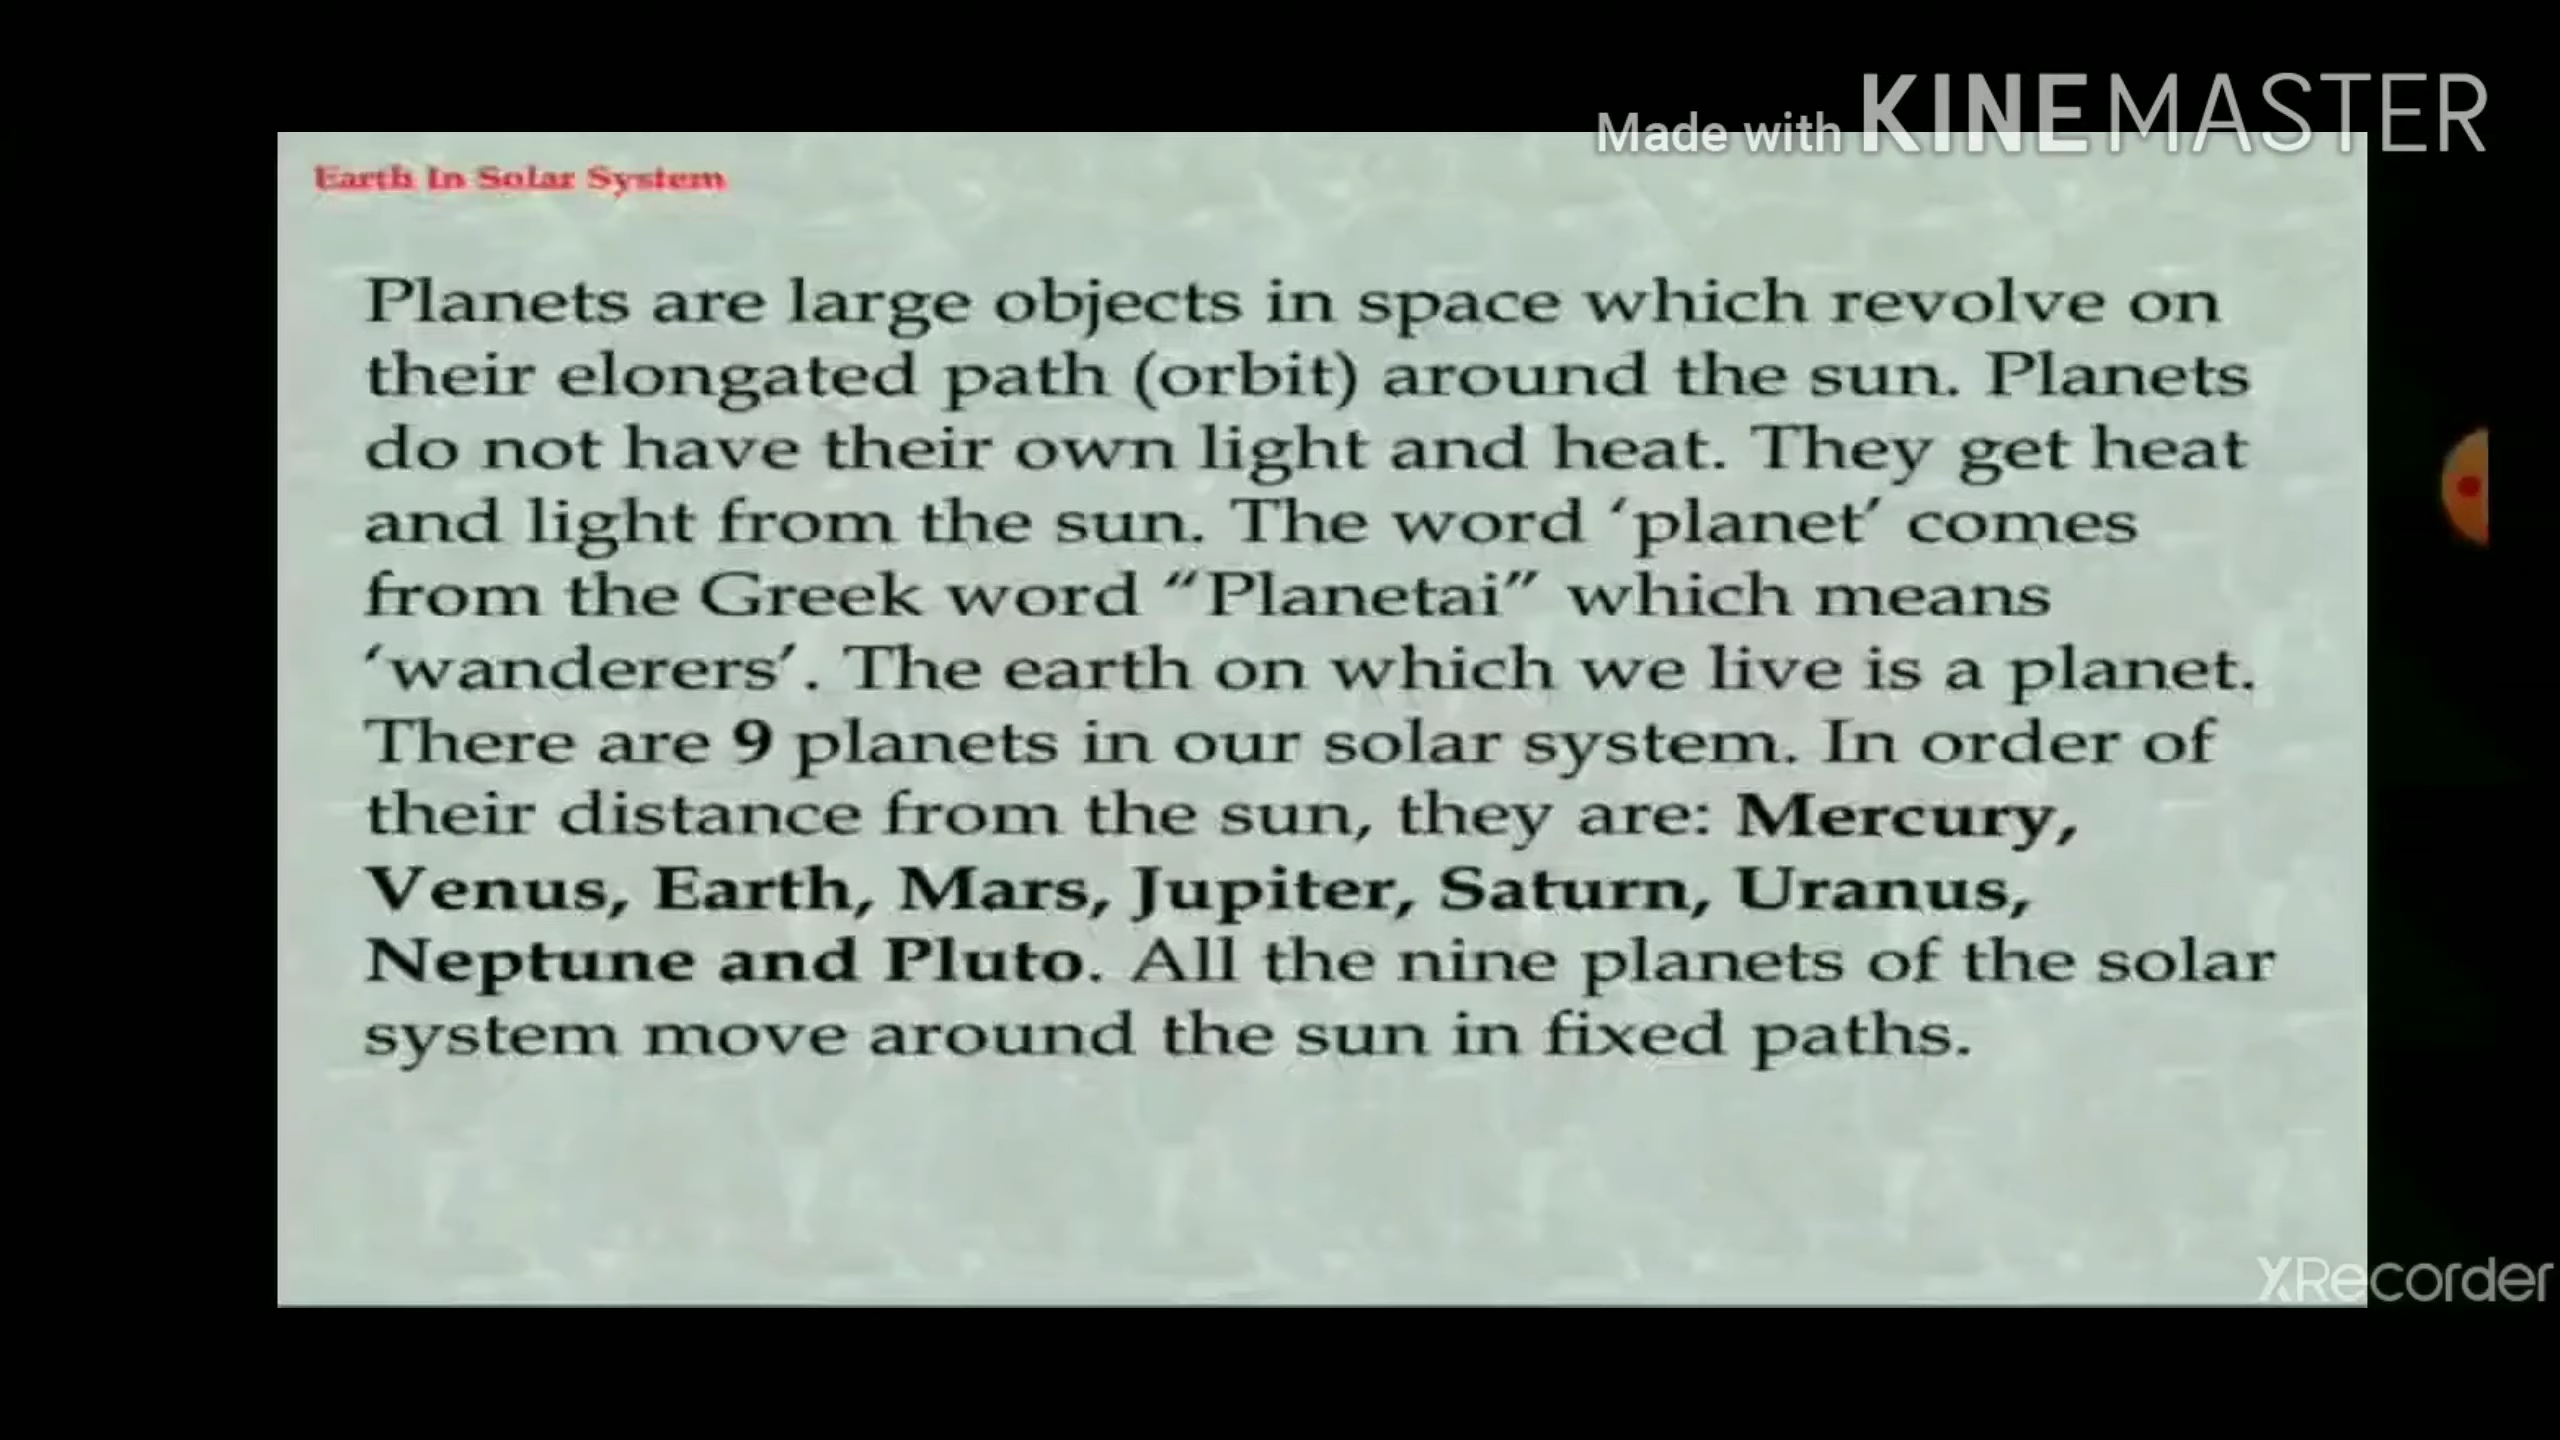 Made with KINEMASTER
Earth In Solar System
Planets are large objects in space which revolve on
their elongated path (orbit) around the sun. Planets
do not have their own light and heat. They get heat
and light from the sun. The word ‘planet’ comes
from the Greek word “Planetai” which means
‘wanderers’. The earth on which we live is a planet.
There are 9 planets in our solar system. In order of
their distance from the sun, they are: Mercury,
Venus, Earth, Mars, Jupiter, Saturn, Uranus,
Neptune and Pluto. All the nine planets of the solar
system move around the sun in fixed paths.
XRecorder